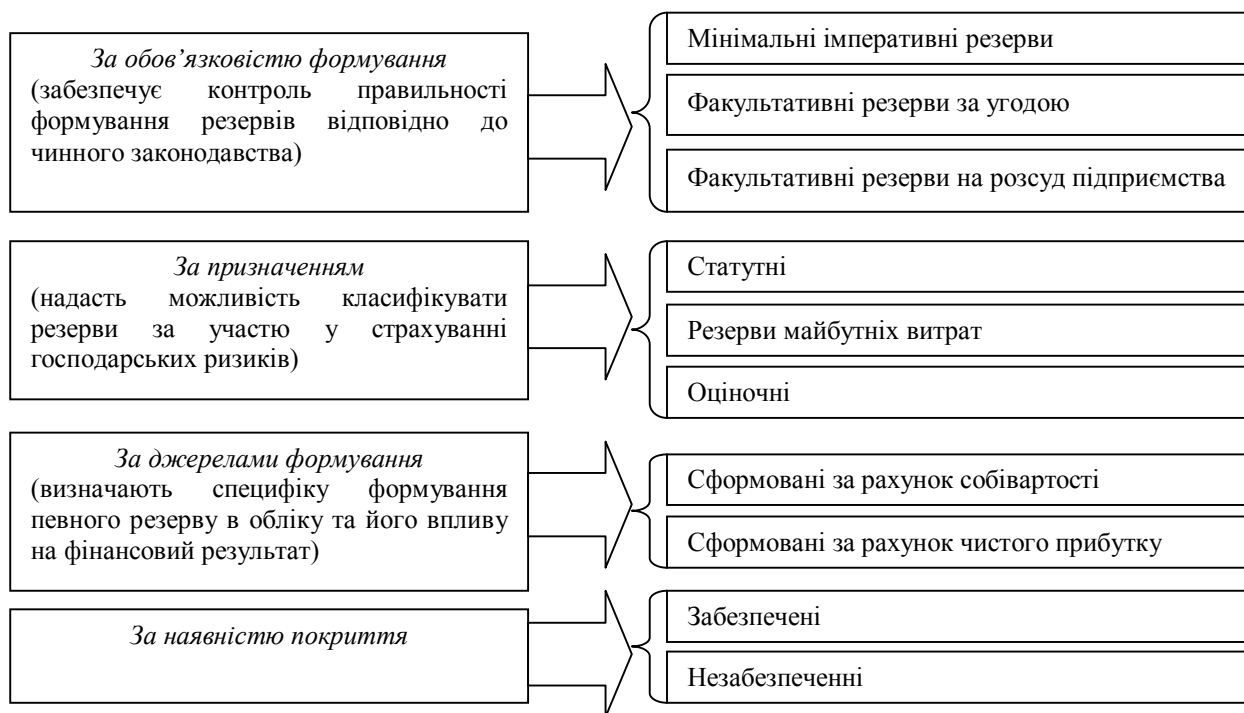 За обов’язковістю формування
(забезпечує контроль правильності
формування резервів відповідно до
чинного законодавства)
Мінімальні імперативні резерви
Факультативні резерви за угодою
Факультативні резерви на розсуд підприємства
За призначенням
(надасть можливість класифікувати
резерви за участю у страхуванні
господарських ризиків)
Статутні
Резерви майбутніх витрат
Оціночні
За джерелами формування
(визначають специфіку формування
певного резерву в обліку та його впливу
на фінансовий результат)
Сформовані за рахунок собівартості
Сформовані за рахунок чистого прибутку
За наявністю покриття
Забезпечені
Незабезпеченні